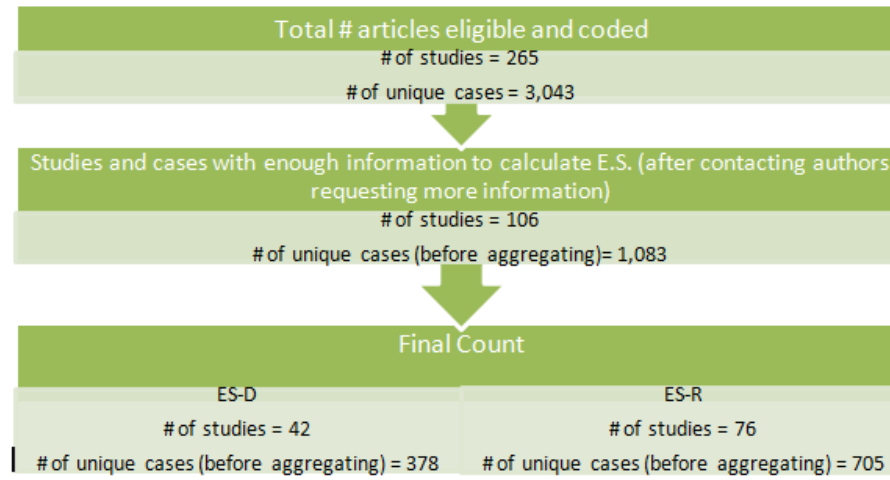 Total # articles eligible and coded
# of studies = 265
# of unique cases = 3,043
Studies and cases with enough information to calculate E.S. (after contacting authors
requesting more information)
# of studies = 106
# of unique cases (before aggregating)= 1,083
Final Count
ES-D
# of studies = 42
# of unique cases (before aggregating) = 378
ES-R
# of studies = 76
# of unique cases (before aggregating) = 705